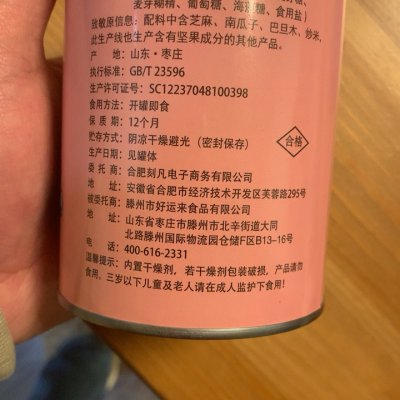 麦芽糊精、葡萄糖、海藻糖、食用盐）
致敏原信息：配料中含芝麻、南瓜子、巴旦木、炒米，
此生产线也生产含有坚果成分的其他产品。
产 地：山东·枣庄
执行标准：GB/T 23596
生产许可证号：SC12237048100398
食用方法：开罐即食
保 质 期：12个月
贮存方式：阴凉干燥避光（密封保存）
合格
生产日期：见罐体
委 托 商：合肥刻凡电子商务有限公司
地 址：安徽省合肥市经济技术开发区芙蓉路295号
被委托商：滕州市好运来食品有限公司
地 址：山东省枣庄市滕州市北辛街道大同
北路滕州国际物流园仓储F区B13-16号
电 话：400-616-2331
温馨提示：内置干燥剂，若干燥剂包装破损，产品请勿
食用，三岁以下儿童及老人请在成人监护下食用！